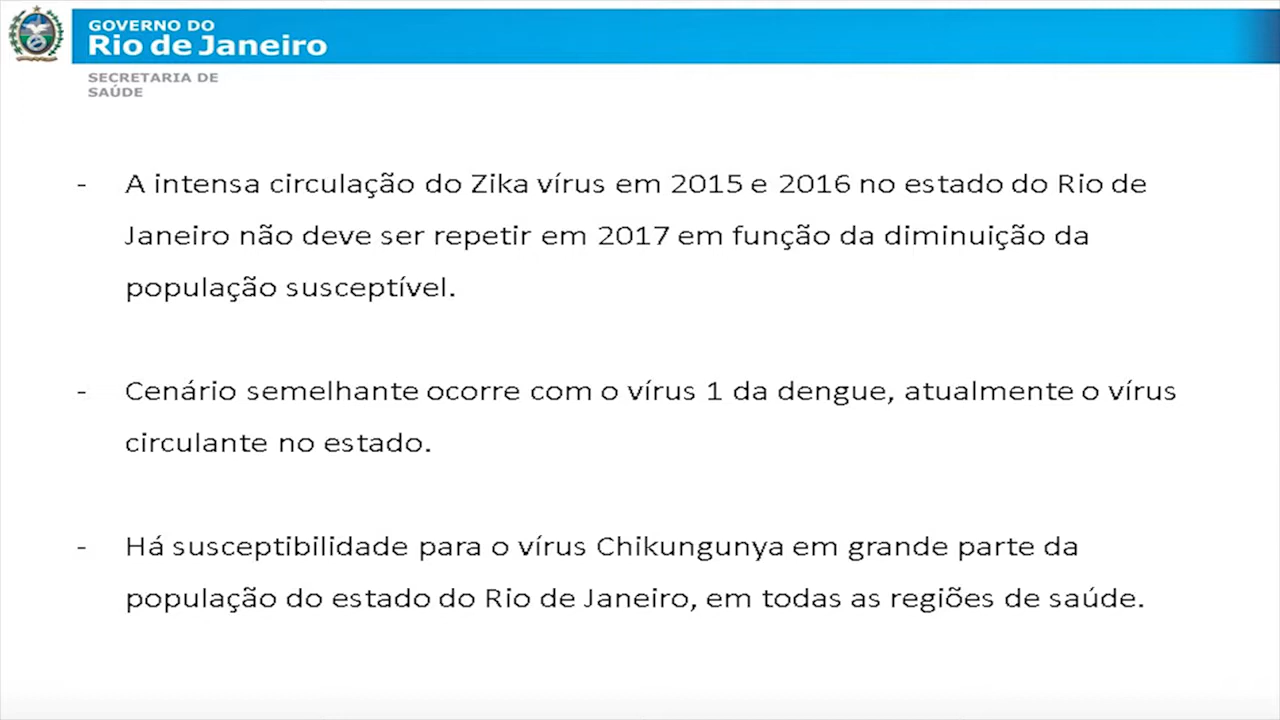 GOVERNO DO
Rio de Janeiro
SECRETARIA DE
SAÚDE
- A intensa circulação do Zika vírus em 2015 e 2016 no estado do Rio de
Janeiro não deve ser repetir em 2017 em função da diminuição da
população susceptível.
- Cenário semelhante ocorre com o vírus 1 da dengue, atualmente o vírus
circulante no estado.
- Há susceptibilidade para o vírus Chikungunya em grande parte da
população do estado do Rio de Janeiro, em todas as regiões de saúde.